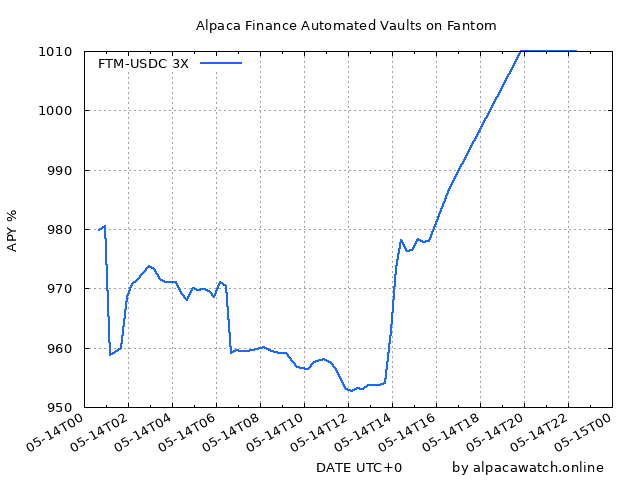 Alpaca Finance Automated Vaults on Fantom
FTM-USDC 3X
APY %
1010
1000
990
980
970
960
950
05-14T00
05-14T02
05-14T04
05-14T06
05-14T08
05-14T10
05-14T12
05-14T14
05-14T16
05-14T18
05-14T20
05-14T22
05-15T00
DATE UTC+0
by alpacawatch.online